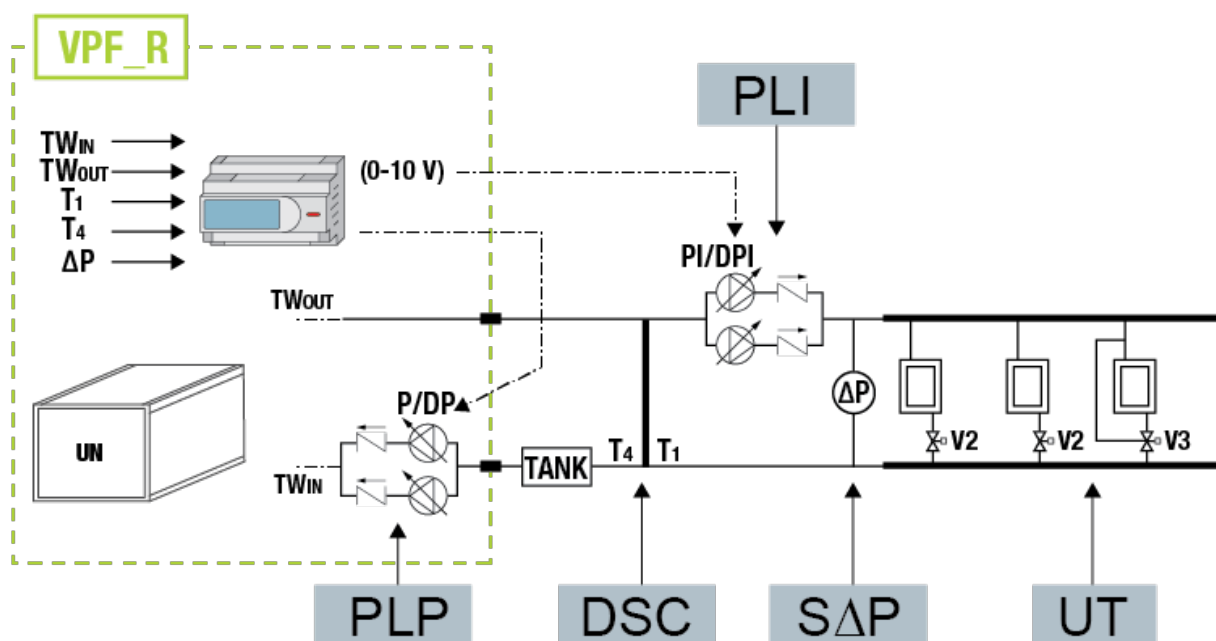 VPF_R
PLI
TWIN
TWOUT
T1
T4
ΔP
(0-10 V)
PI/DPI
TWOUT
P/DP
ΔP
UN
V2
V2
V3
T4
T1
TANK
TWIN
PLP
DSC
SΔP
UT